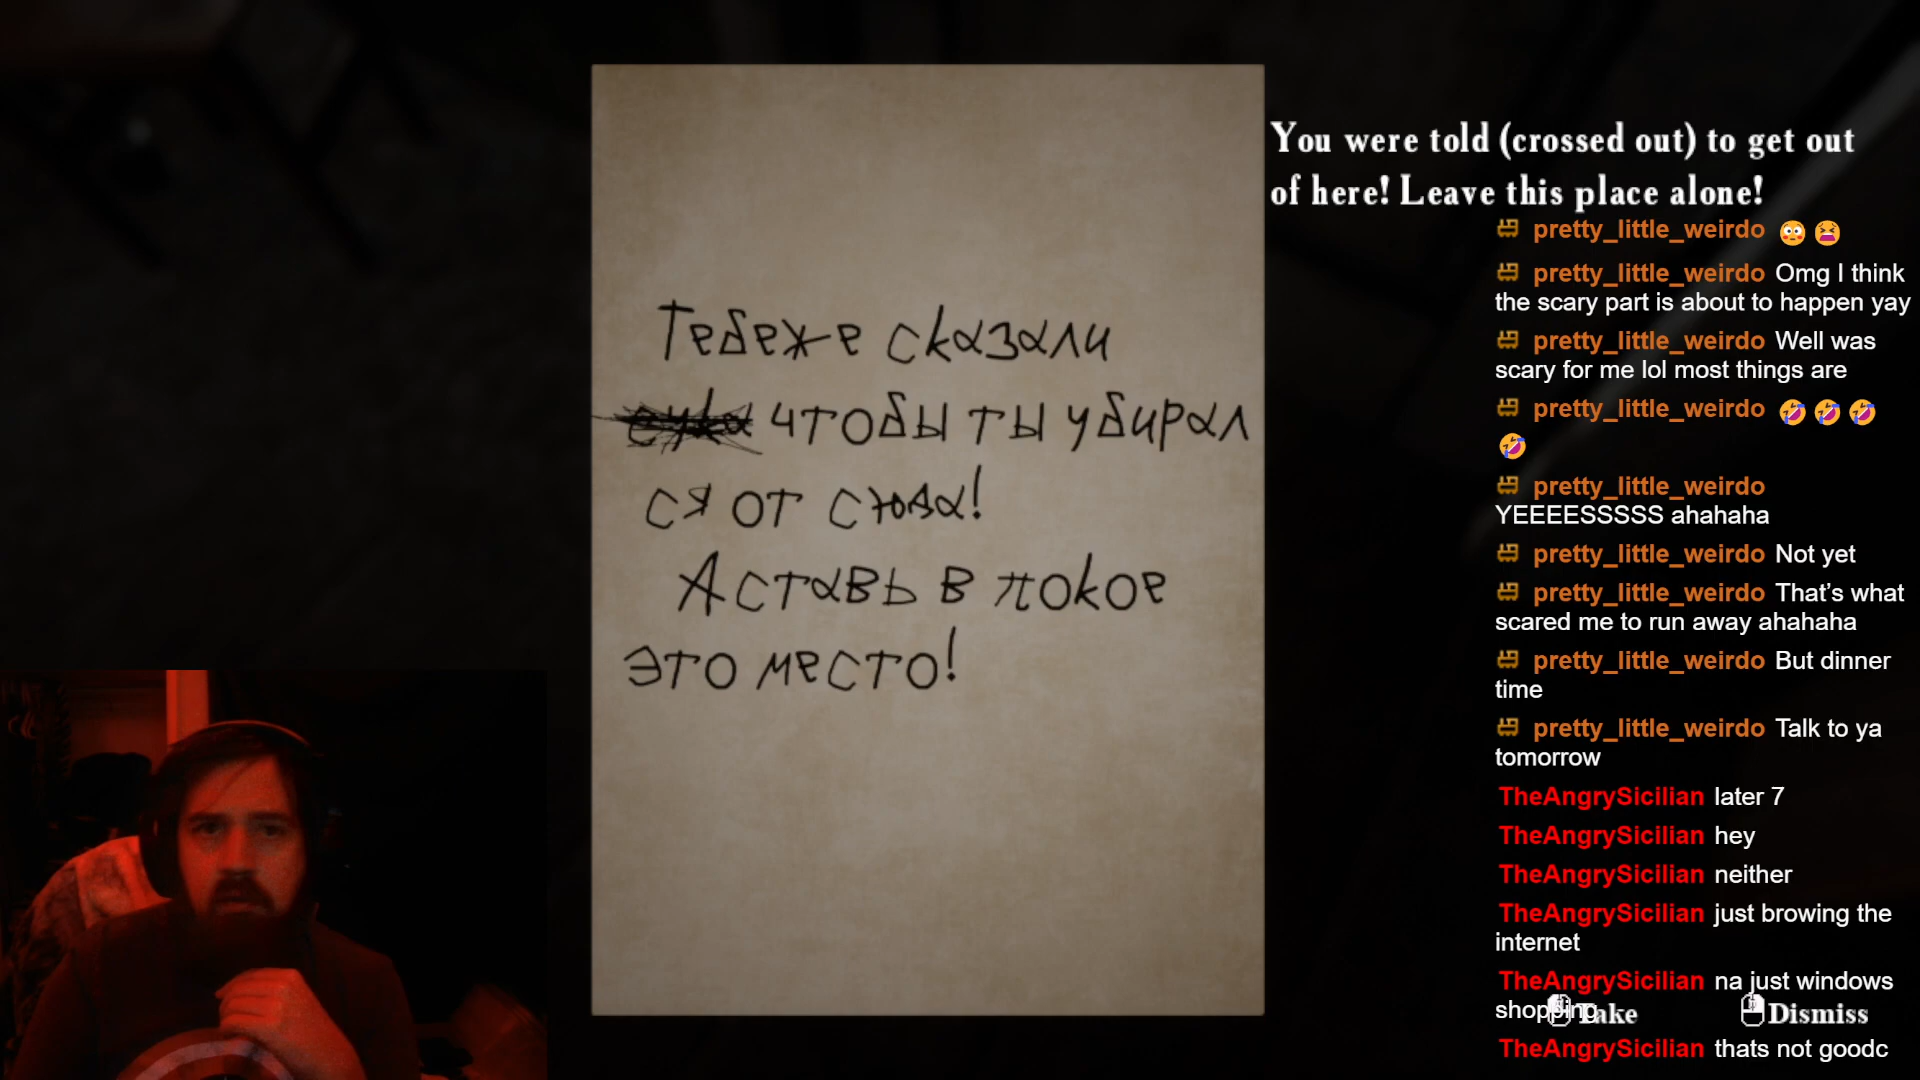 You were told (crossed out) to get out
of here! Leave this place alone!
Тебеже сказали
сука чтобы ты убирал
ся от сюда!
Аставь в покое
это место!
pretty_little_weirdo 😳 😫
pretty_little_weirdo Omg I think
the scary part is about to happen yay
pretty_little_weirdo Well was
scary for me lol most things are
pretty_little_weirdo 🤣 🤣 🤣
🤣
pretty_little_weirdo
YEEEESSSSS ahahaha
pretty_little_weirdo Not yet
pretty_little_weirdo That’s what
scared me to run away ahahaha
pretty_little_weirdo But dinner
time
pretty_little_weirdo Talk to ya
tomorrow
TheAngrySicilian later 7
TheAngrySicilian hey
TheAngrySicilian neither
TheAngrySicilian just browing the
internet
TheAngrySicilian na just windows
shopping
Take Dismiss
TheAngrySicilian thats not goodc